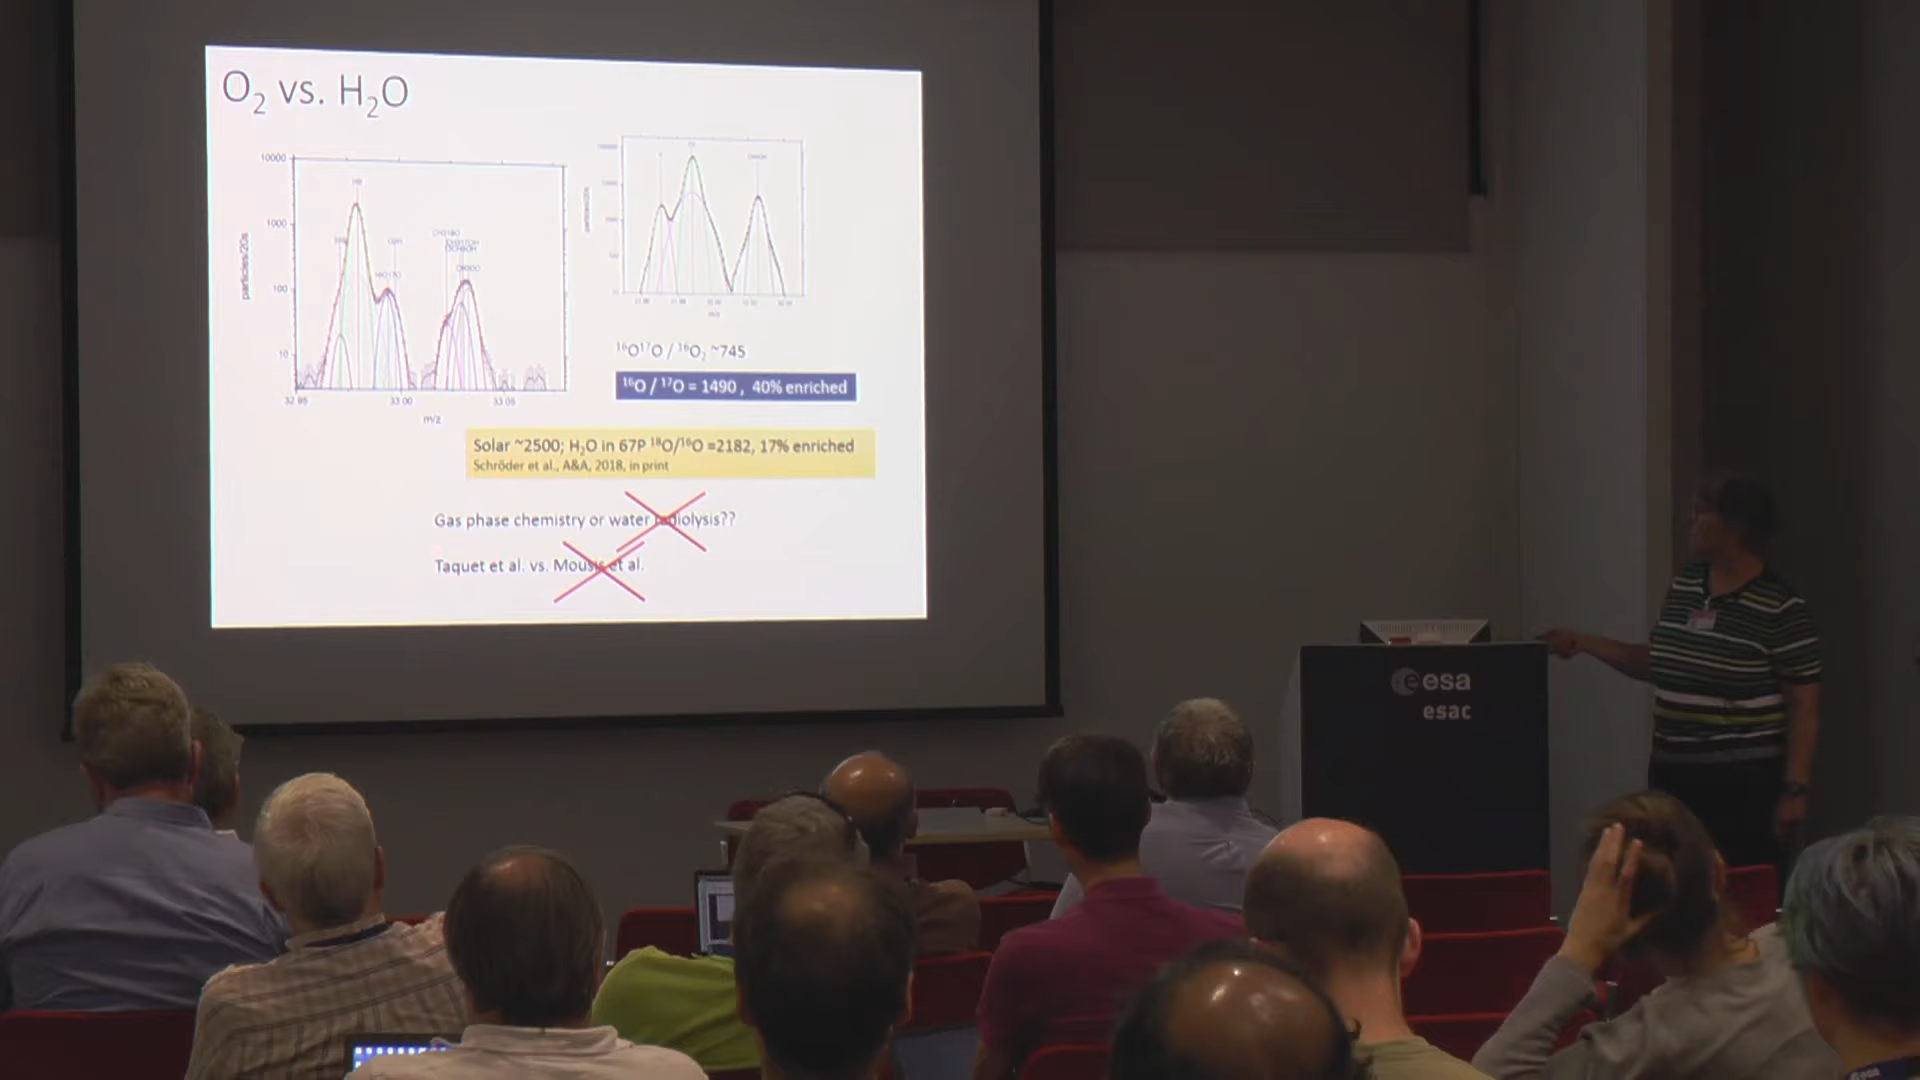 O₂ vs. H₂O
10000
1000
100
10
particles/20s
32.95
33.00
33.05
m/z
m/z
¹⁶O¹⁷O / ¹⁶O₂ ~745
¹⁶O / ¹⁷O = 1490 , 40% enriched
Solar ~2500; H₂O in 67P ¹⁸O/¹⁶O =2182, 17% enriched
Schröder et al., A&A, 2018, in print
Gas phase chemistry or water radiolysis??
Taquet et al. vs. Mousis et al.
esa
esac